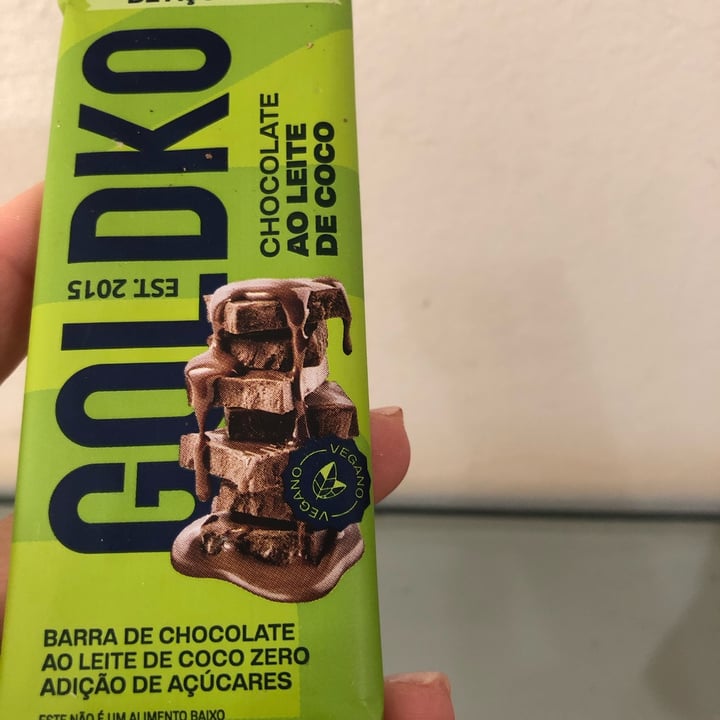 GOLDKO
EST. 2015
CHOCOLATE
AO LEITE
DE COCO
VEGANO
VEGANO
BARRA DE CHOCOLATE
AO LEITE DE COCO ZERO
ADIÇÃO DE AÇÚCARES
ESTE NÃO É UM ALIMENTO BAIXO